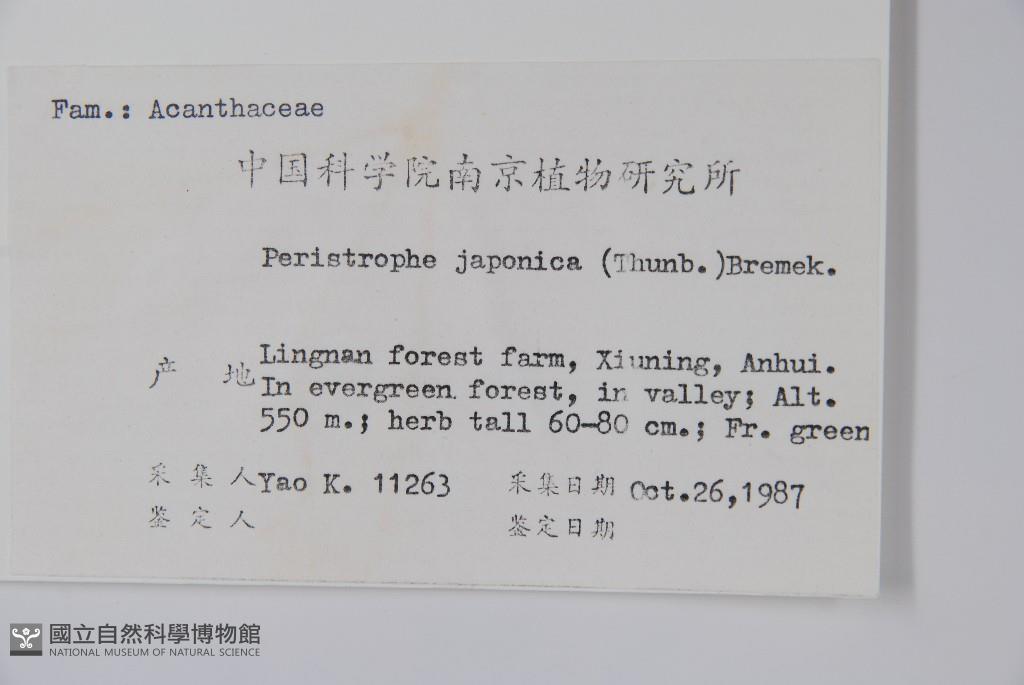 Fam.: Acanthaceae
中国科学院南京植物研究所
Peristrophe japonica (Thunb.)Bremek.
产 地 Lingnan forest farm, Xiuning, Anhui.
In evergreen forest, in valley; Alt.
550 m.; herb tall 60-80 cm.; Fr. green
采集人 Yao K. 11263 采集日期 Oct.26,1987
鉴定人 鉴定日期
國立自然科學博物館
NATIONAL MUSEUM OF NATURAL SCIENCE